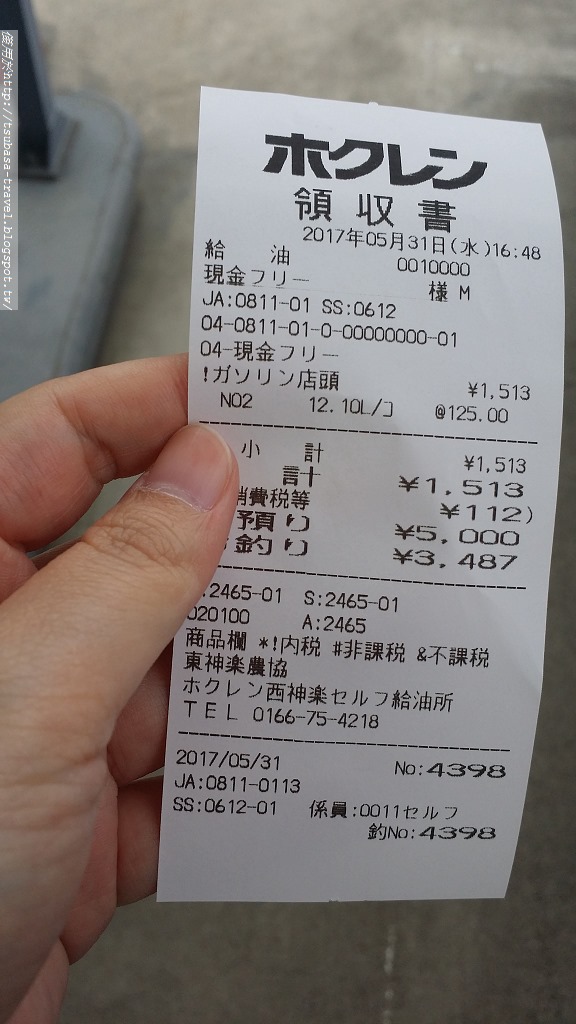 http://tsubasa-travel.blogspot.tw/
ホクレン
領収書
2017年05月31日(水)16:48
給 油 0010000
現金フリー 様 M
JA:0811-01 SS:0612
04-0811-01-0-00000000-01
04-現金フリー
!ガソリン店頭 ¥1,513
NO2 12.10L/コ @125.00
小 計 ¥1,513
計 ¥1,513
消費税等 ¥112)
預り ¥5,000
釣り ¥3,487
:2465-01 S:2465-01
020100 A:2465
商品欄 *!内税 #非課税 &不課税
東神楽農協
ホクレン西神楽セルフ給油所
TEL 0166-75-4218
2017/05/31 No:4398
JA:0811-0113
SS:0612-01 係員:0011セルフ
釣No:4398